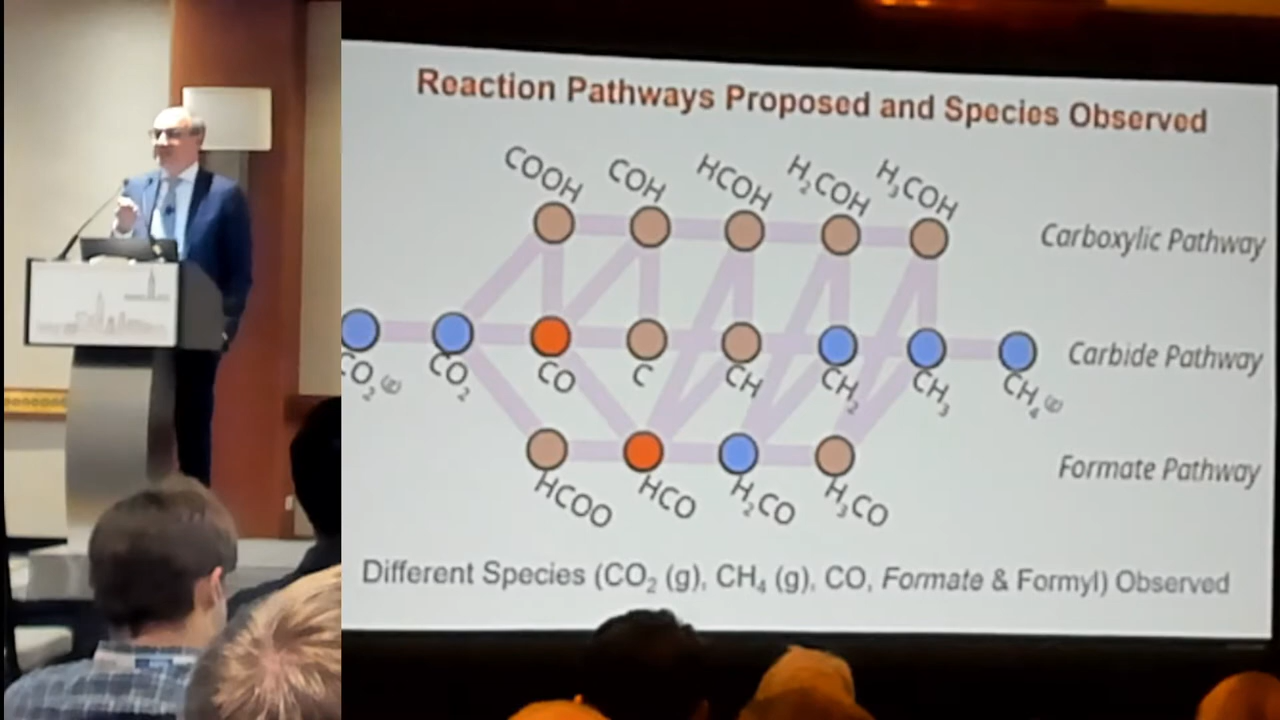 Reaction Pathways Proposed and Species Observed
COOH COH HCOH H₂COH H₃COH
Carboxylic Pathway
CO₂ (g) CO₂ CO C CH CH₂ CH₃ CH₄ (g)
Carbide Pathway
HCOO HCO H₂CO H₃CO
Formate Pathway
Different Species (CO₂ (g), CH₄ (g), CO, Formate & Formyl) Observed